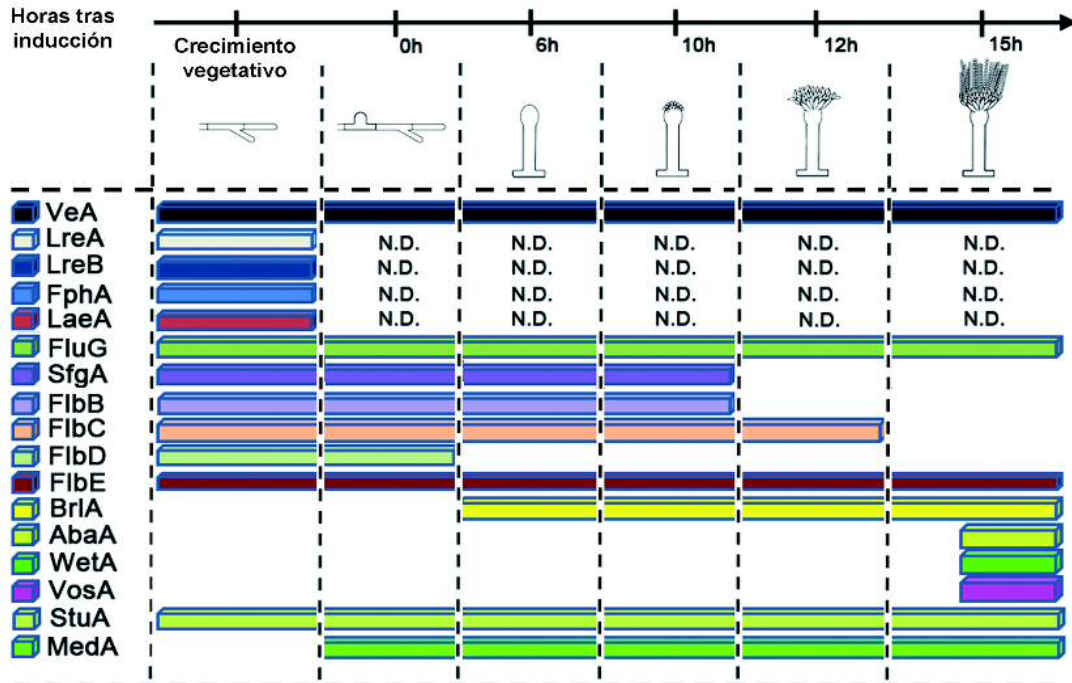 Horas tras
inducción
Crecimiento
vegetativo
0h
6h
10h
12h
15h
VeA
LreA N.D. N.D. N.D. N.D. N.D.
LreB N.D. N.D. N.D. N.D. N.D.
FphA N.D. N.D. N.D. N.D. N.D.
LaeA N.D. N.D. N.D. N.D. N.D.
FluG
SfgA
FlbB
FlbC
FlbD
FlbE
BrlA
AbaA
WetA
VosA
StuA
MedA